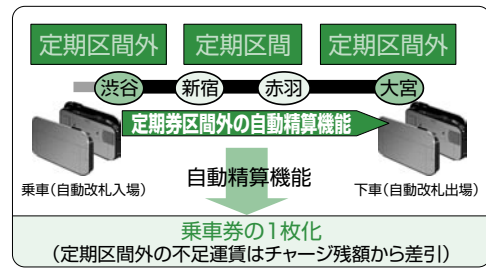 定期区間外 定期区間 定期区間外
渋谷 新宿 赤羽 大宮
定期券区間外の自動精算機能
乗車(自動改札入場) 自動精算機能 下車(自動改札出場)
乗車券の1枚化
(定期区間外の不足運賃はチャージ残額から差引)